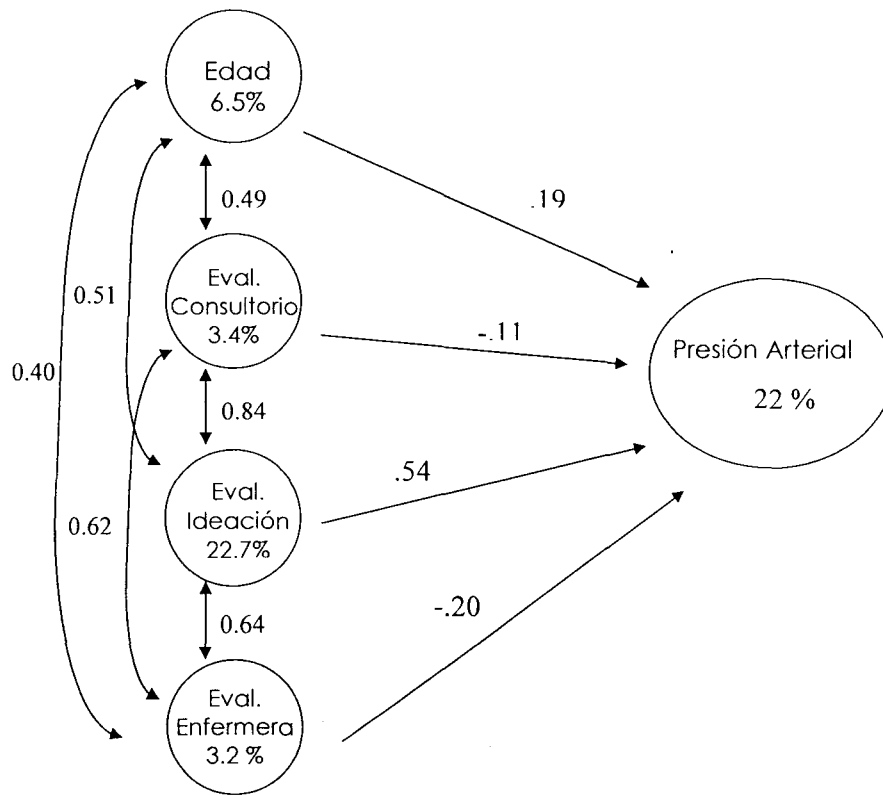 Edad
6.5%
0.49
.19
Eval.
Consultorio
3.4%
0.51
-.11
Presión Arterial
22 %
0.40
0.84
Eval.
Ideación
22.7%
.54
0.62
0.64
-.20
Eval.
Enfermera
3.2 %